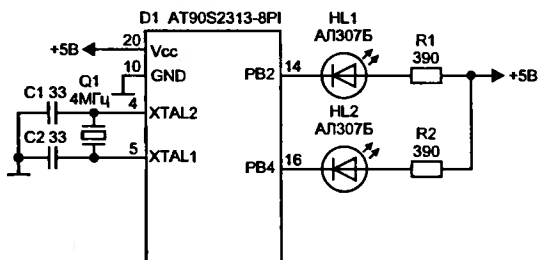 D1 AT90S2313-8PI
HL1
АЛ307Б
R1
390
+5В
20
Vcc
10
GND
PB2
14
+5В
C1 33
Q1
4МГц
4
XTAL2
HL2
АЛ307Б
R2
390
C2 33
5
XTAL1
PB4
16